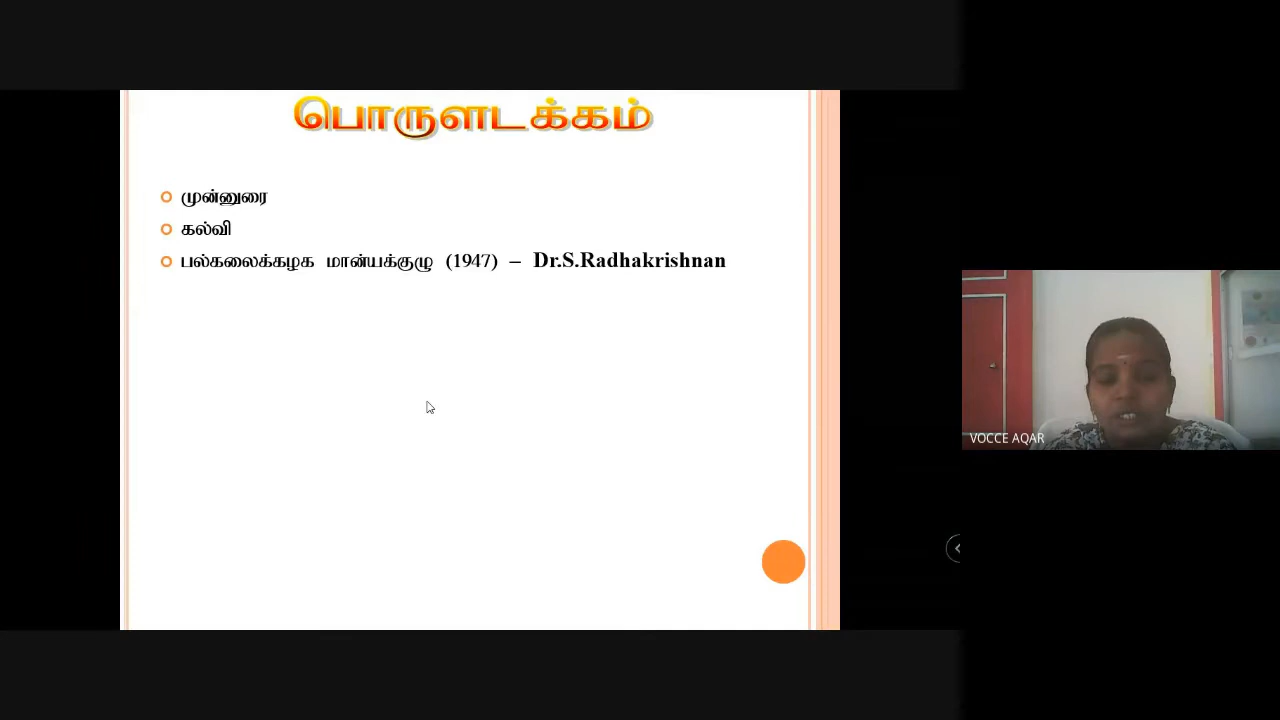 பொருளடக்கம்
முன்னுரை
கல்வி
பல்கலைக்கழக மான்யக்குழு (1947) – Dr.S.Radhakrishnan
VOCCE AQAR